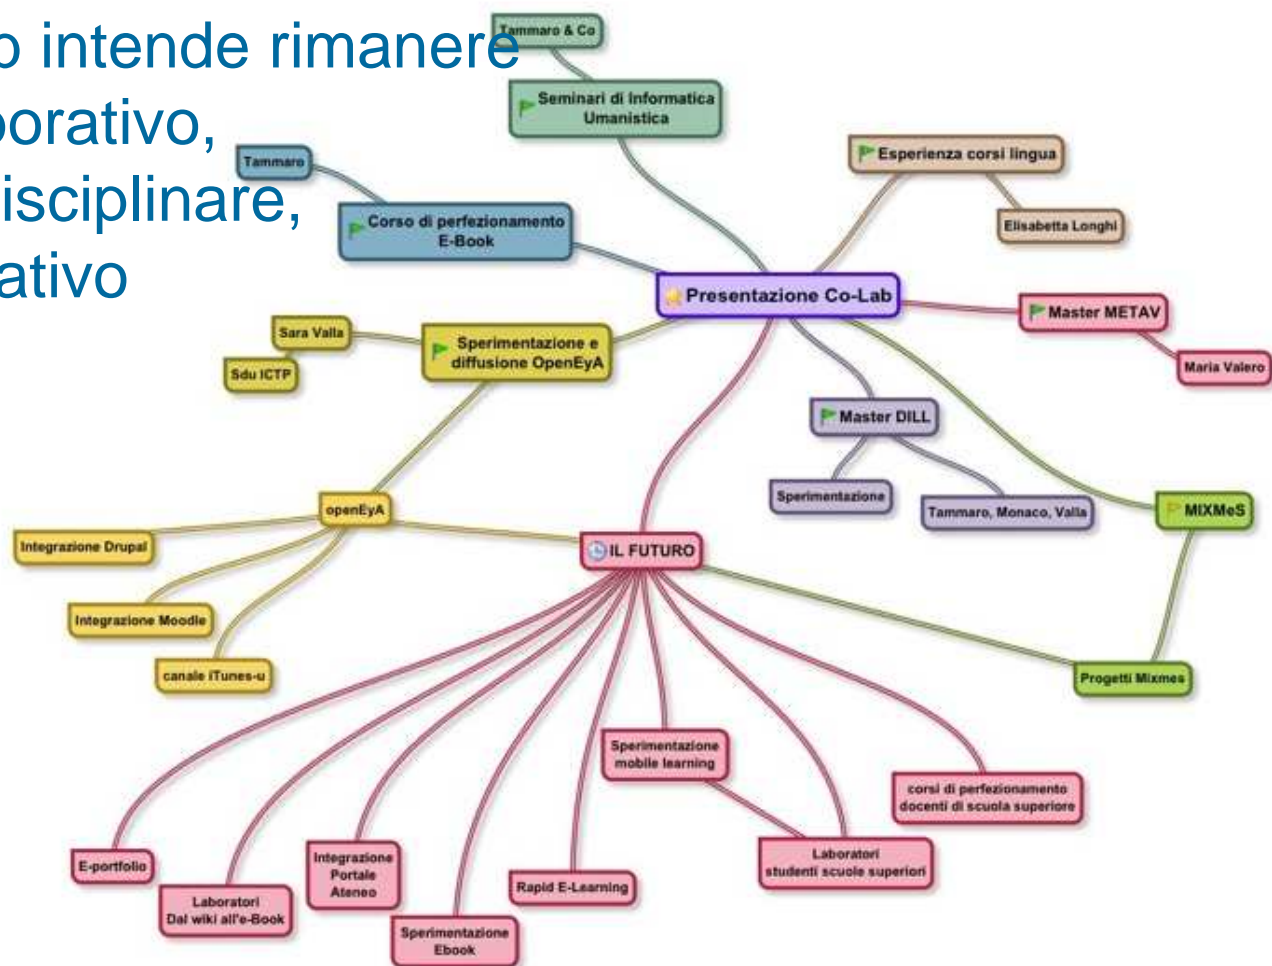 o intende rimanere
porativo,
disciplinare,
ativo
Tammaro & Co
Seminari di Informatica
Umanistica
Esperienza corsi lingua
Elisabetta Longhi
Tammaro
Corso di perfezionamento
E-Book
Presentazione Co-Lab
Master METAV
Maria Valero
Sara Valla
Sdu ICTP
Sperimentazione e
diffusione OpenEyA
Master DILL
Sperimentazione
Tammaro, Monaco, Valla
MIXMeS
openEyA
Integrazione Drupal
Integrazione Moodle
canale iTunes-u
IL FUTURO
Progetti Mixmes
Sperimentazione
mobile learning
corsi di perfezionamento
docenti di scuola superiore
E-portfolio
Laboratori
Dal wiki all'e-Book
Integrazione
Portale
Ateneo
Sperimentazione
Ebook
Rapid E-Learning
Laboratori
studenti scuole superiori